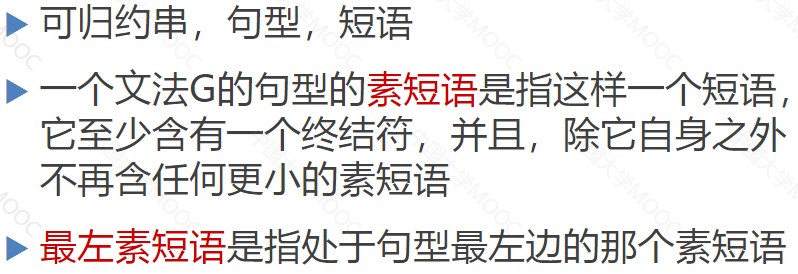 可归约串，句型，短语
一个文法G的句型的素短语是指这样一个短语，
它至少含有一个终结符，并且，除它自身之外
不再含任何更小的素短语
最左素短语是指处于句型最左边的那个素短语